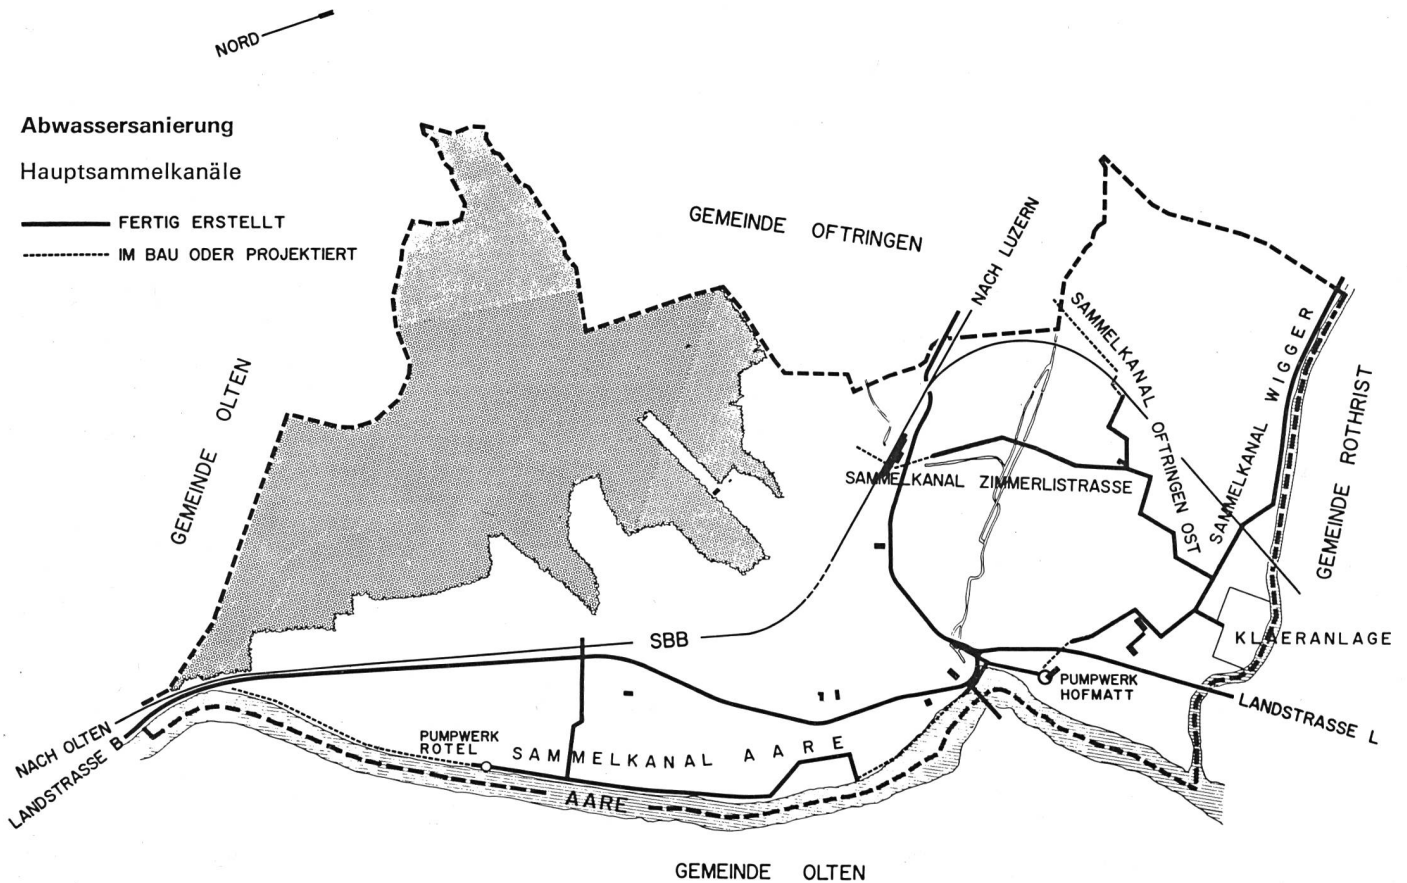 NORD
Abwassersanierung
Hauptsammelkanäle
FERTIG ERSTELLT
IM BAU ODER PROJEKTIERT
GEMEINDE OFTRINGEN
NACH LUZERN
SAMMELKANAL OFTRINGEN OST
SAMMELKANAL WIGGER
GEMEINDE ROTHRIST
GEMEINDE OLTEN
SAMMELKANAL ZIMMERLISTRASSE
SBB
KLAERANLAGE
PUMPWERK
HOFMATT
LANDSTRASSE L
NACH OLTEN
LANDSTRASSE B
PUMPWERK
ROTEL
SAMMELKANAL AARE
AARE
GEMEINDE OLTEN